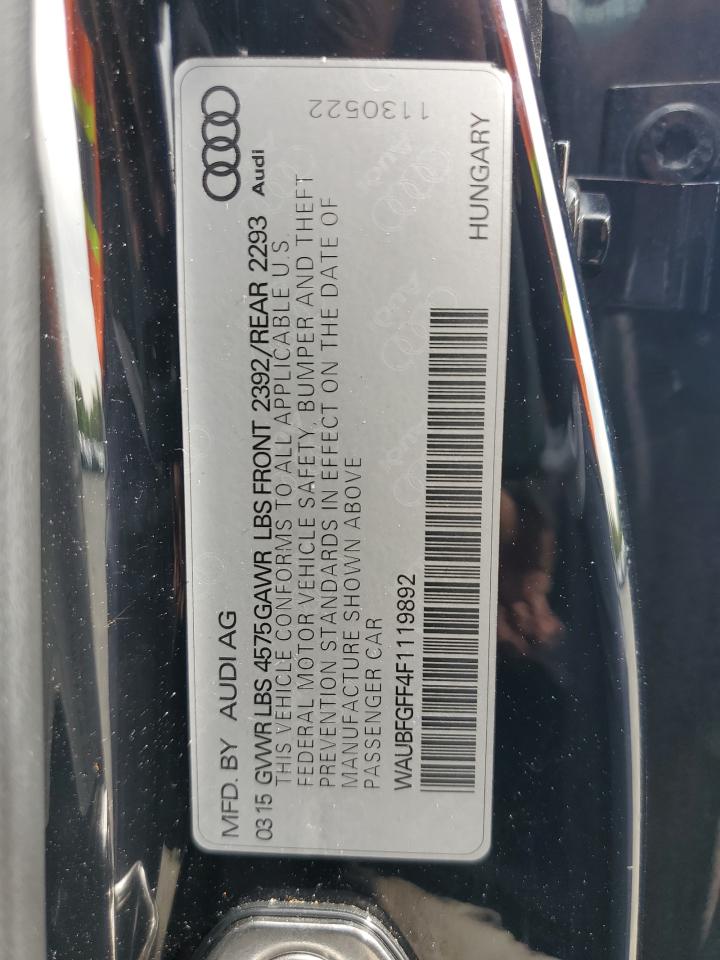 MFD. BY AUDI AG
Audi
03 15 GVWR LBS 4575 GAWR LBS FRONT 2392/REAR 2293
THIS VEHICLE CONFORMS TO ALL APPLICABLE U.S.
FEDERAL MOTOR VEHICLE SAFETY, BUMPER AND THEFT
PREVENTION STANDARDS IN EFFECT ON THE DATE OF
MANUFACTURE SHOWN ABOVE
PASSENGER CAR
1130522
WAUBFGFF4F1119892
HUNGARY